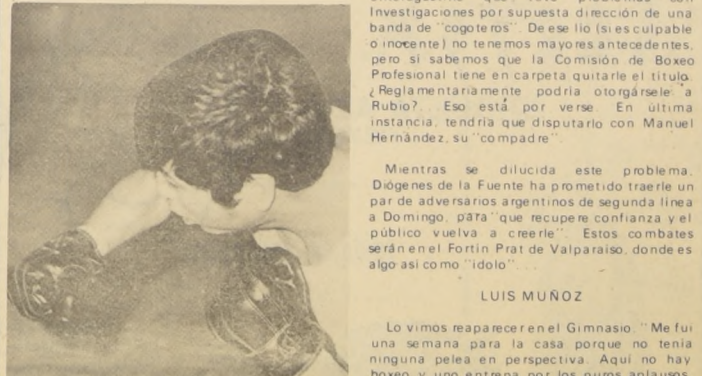 Investigaciones por supuesta dirección de una
banda de "cogoteros". De ese lío (si es culpable
o inocente) no tenemos mayores antecedentes,
pero si sabemos que la Comisión de Boxeo
Profesional tiene en carpeta quitarle el título.
¿Reglamentariamente podría otorgársele a
Rubio?... Eso está por verse. En última
instancia, tendría que disputarlo con Manuel
Hernández, su "compadre".
Mientras se dilucida este problema,
Diógenes de la Fuente ha prometido traerle un
par de adversarios argentinos de segunda línea
a Domingo, para "que recupere confianza y el
público vuelva a creerle". Estos combates
serán en el Fortín Prat de Valparaíso, donde es
algo así como "ídolo"...
LUIS MUÑOZ
Lo vimos reaparecer en el Gimnasio. "Me fui
una semana para la casa porque no tenía
ninguna pelea en perspectiva. Aquí no hay
boxeo y uno entrena por los puros aplausos.